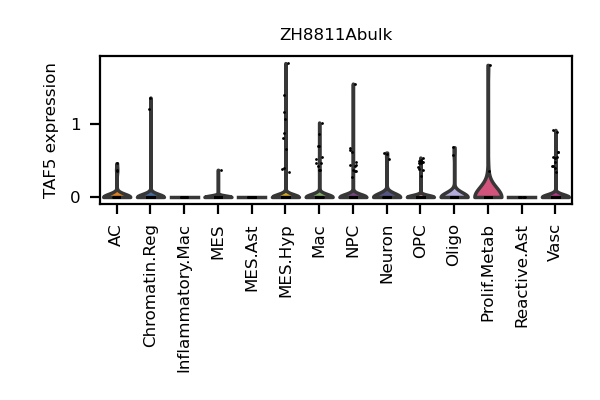 ZH8811Abulk
TAF5 expression
1
0
AC
Chromatin.Reg
Inflammatory.Mac
MES
MES.Ast
MES.Hyp
Mac
NPC
Neuron
OPC
Oligo
Prolif.Metab
Reactive.Ast
Vasc